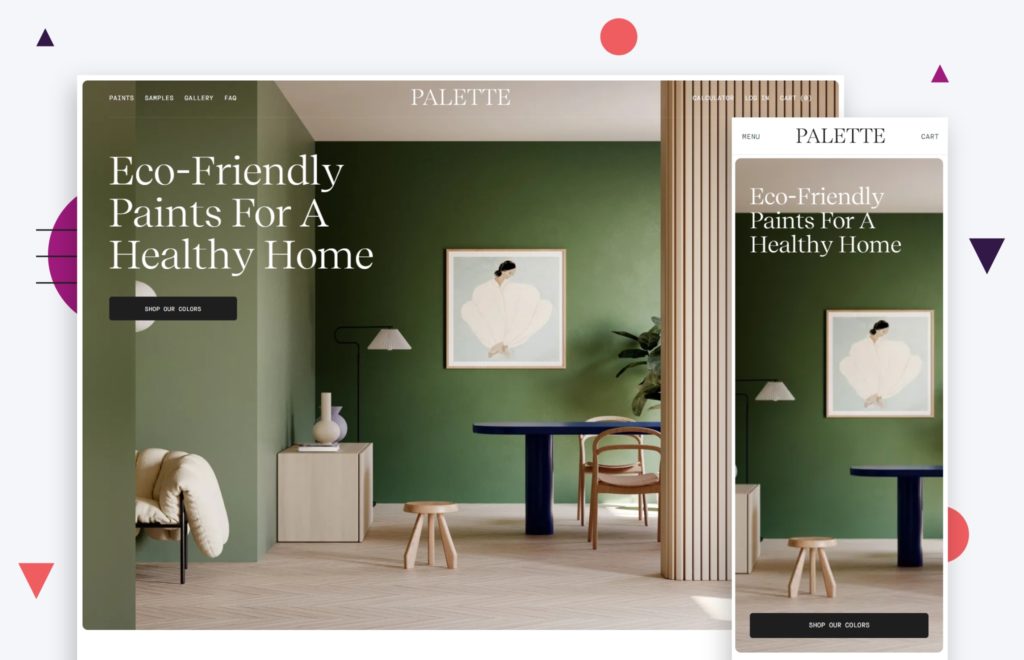 PAINTS SAMPLES GALLERY FAQ
PALETTE
CALCULATOR LOG IN CART (0)
Eco-Friendly
Paints For A
Healthy Home
SHOP OUR COLORS
MENU
PALETTE
CART
Eco-Friendly
Paints For A
Healthy Home
SHOP OUR COLORS